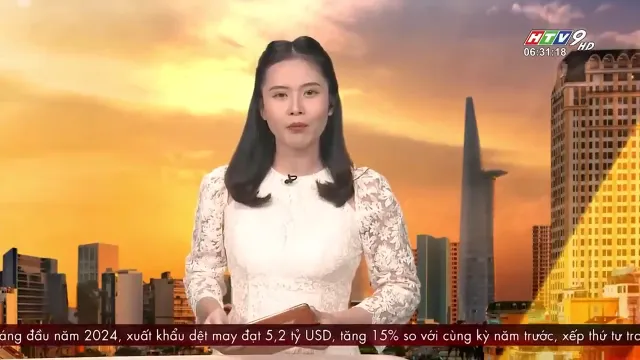 HTV9 HD
06:31:18
áng đầu năm 2024, xuất khẩu dệt may đạt 5,2 tỷ USD, tăng 15% so với cùng kỳ năm trước, xếp thứ tư tr